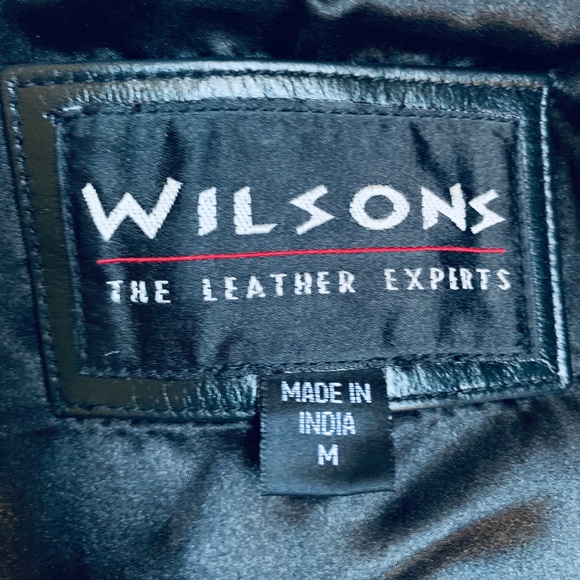 WILSONS
THE LEATHER EXPERTS
MADE IN
INDIA
M